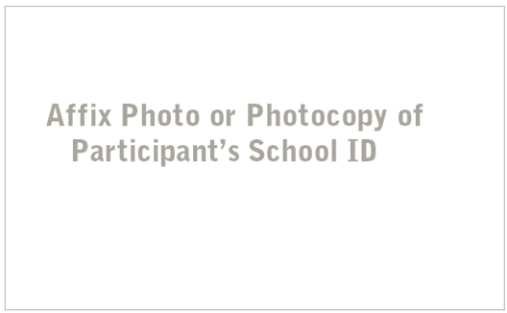 Affix Photo or Photocopy of
Participant’s School ID